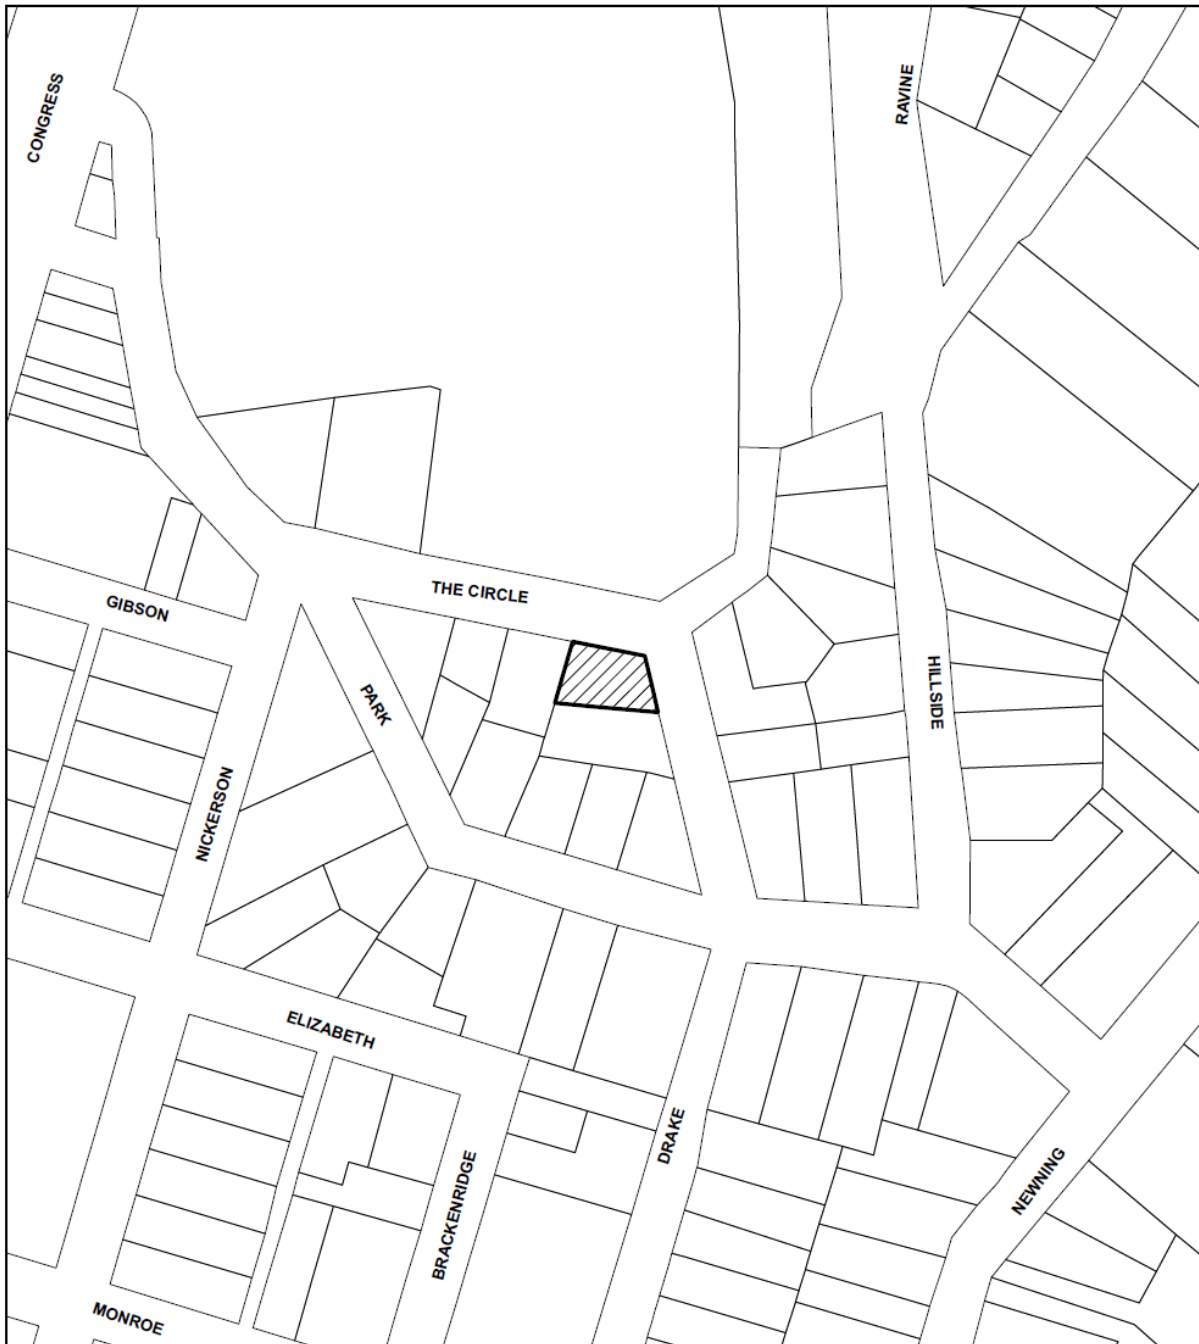 CONGRESS
RAVINE
THE CIRCLE
GIBSON
PARK
HILLSIDE
NICKERSON
ELIZABETH
DRAKE
BRACKENRIDGE
NEWNING
MONROE